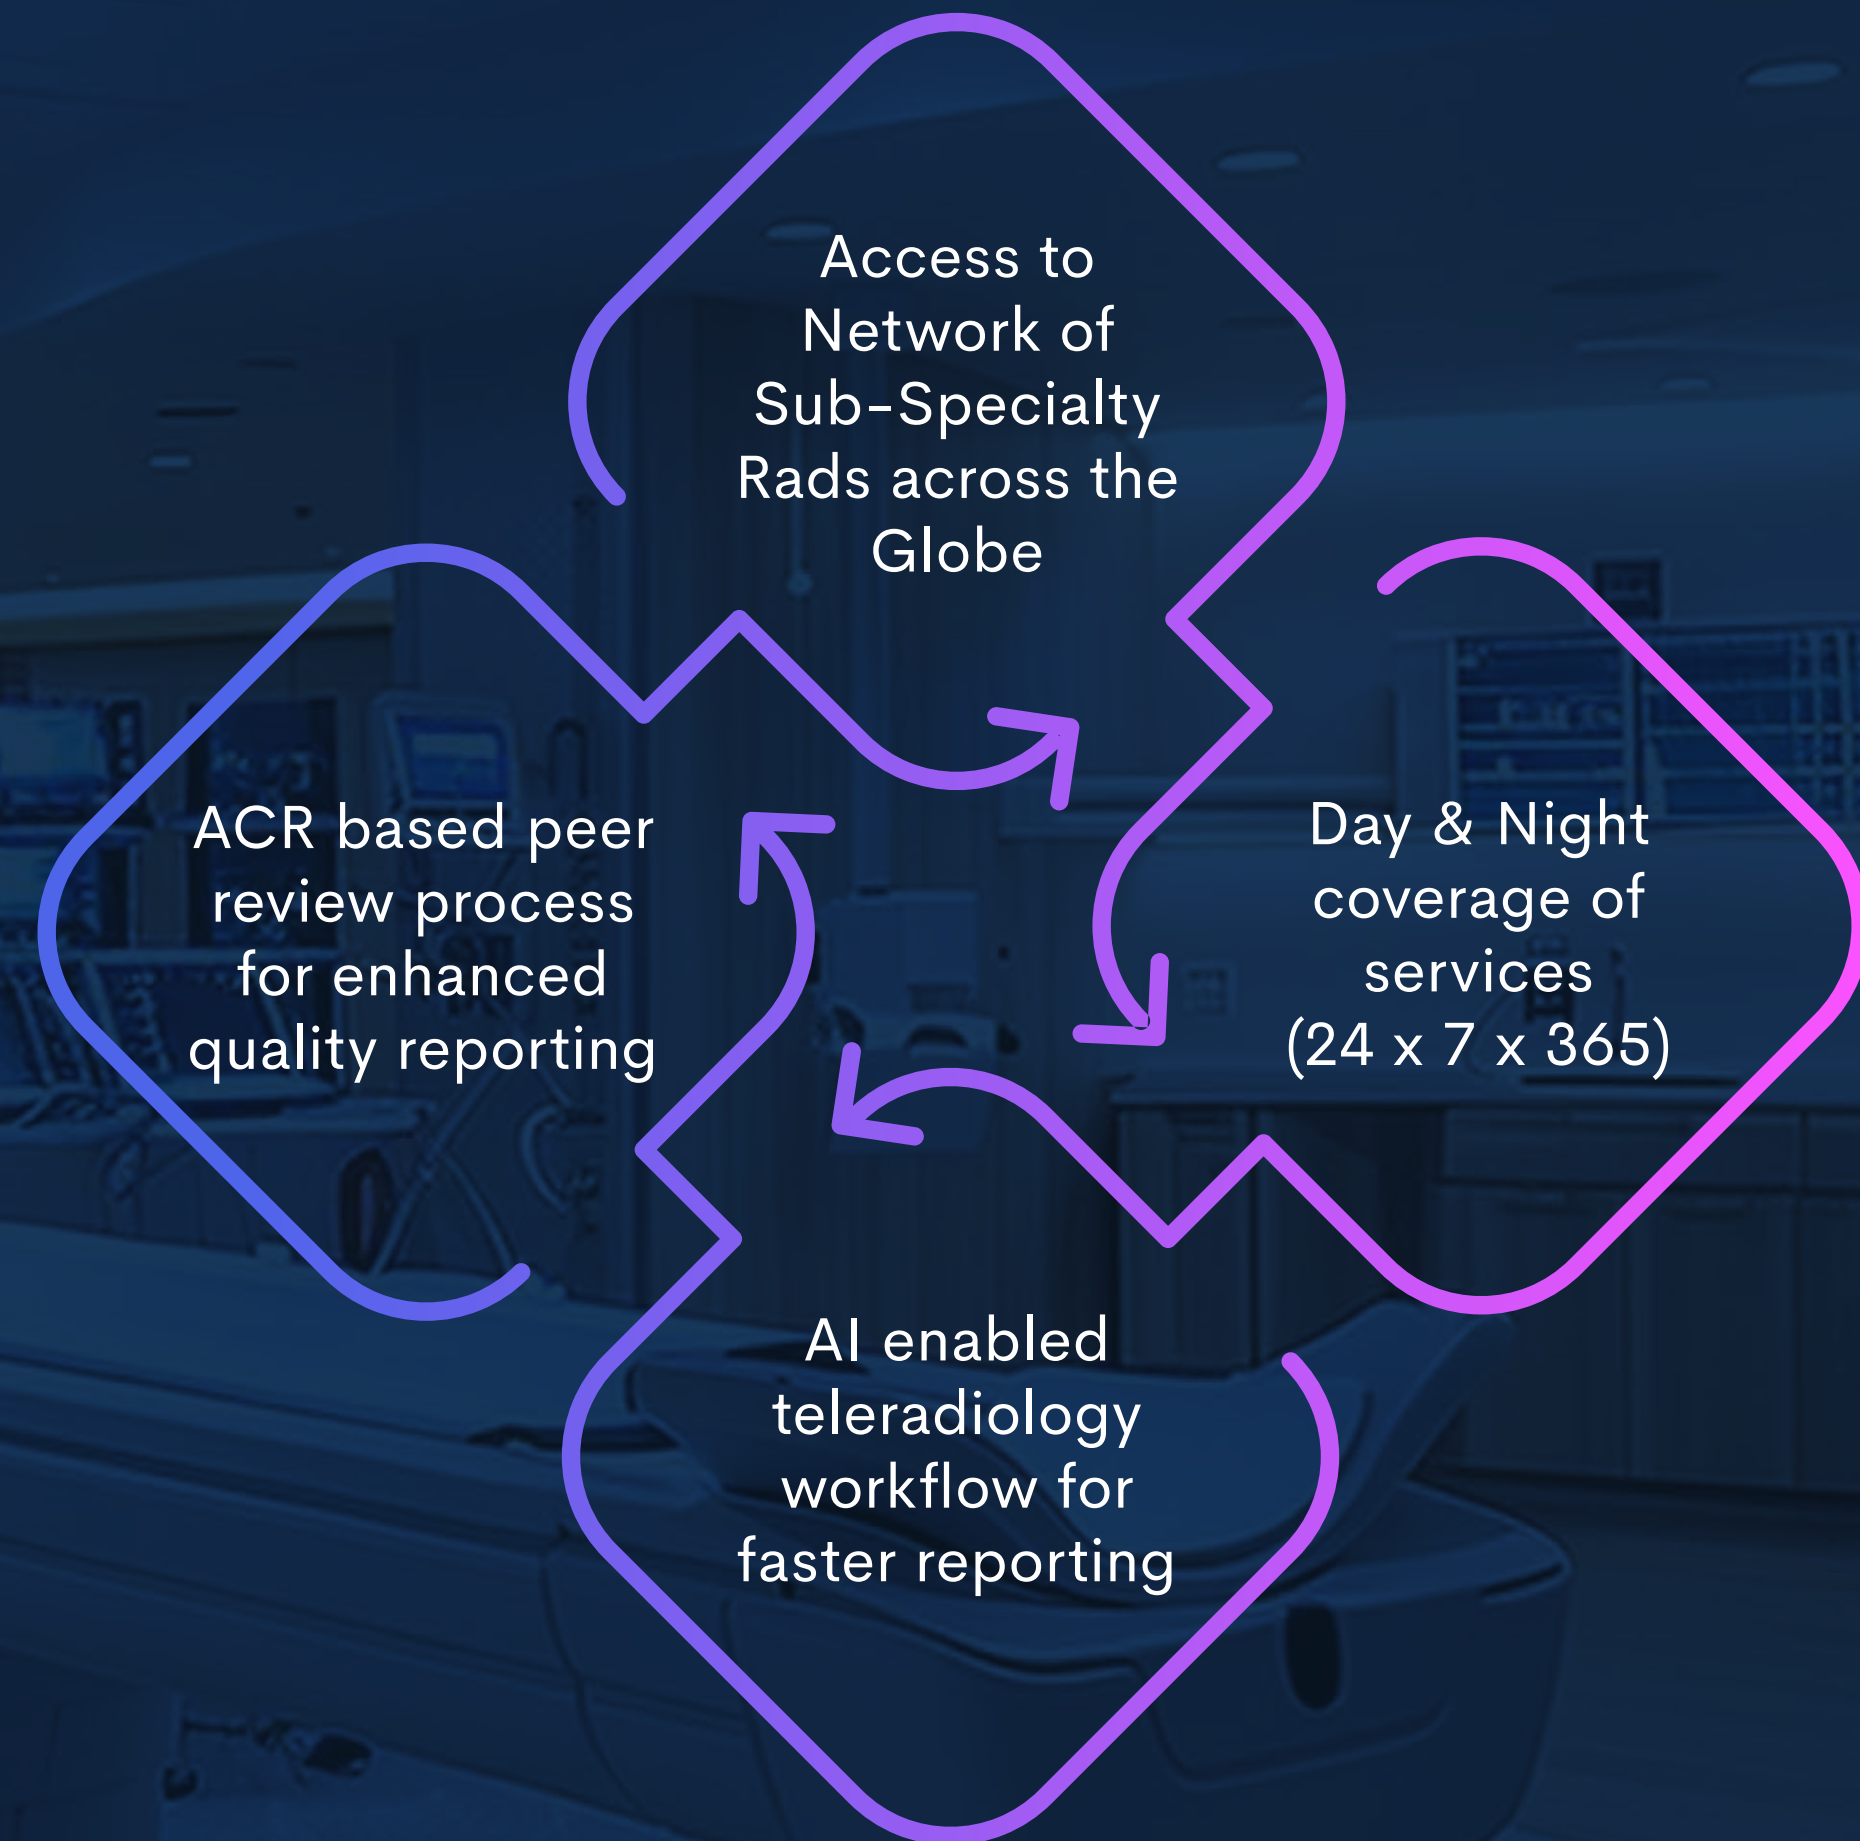 Access to
Network of
Sub-Specialty
Rads across the
Globe
ACR based peer
review process
for enhanced
quality reporting
Day & Night
coverage of
services
(24 x 7 x 365)
AI enabled
teleradiology
workflow for
faster reporting